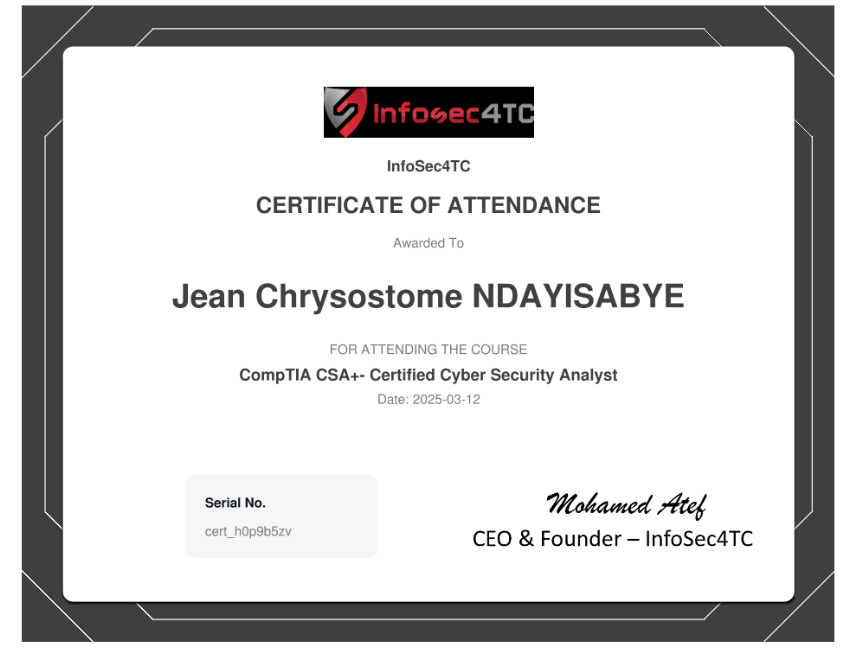 Infosec4TC
InfoSec4TC
CERTIFICATE OF ATTENDANCE
Awarded To
Jean Chrysostome NDAYISABYE
FOR ATTENDING THE COURSE
CompTIA CSA+- Certified Cyber Security Analyst
Date: 2025-03-12
Serial No.
cert_h0p9b5zv
Mohamed Atef
CEO & Founder – InfoSec4TC